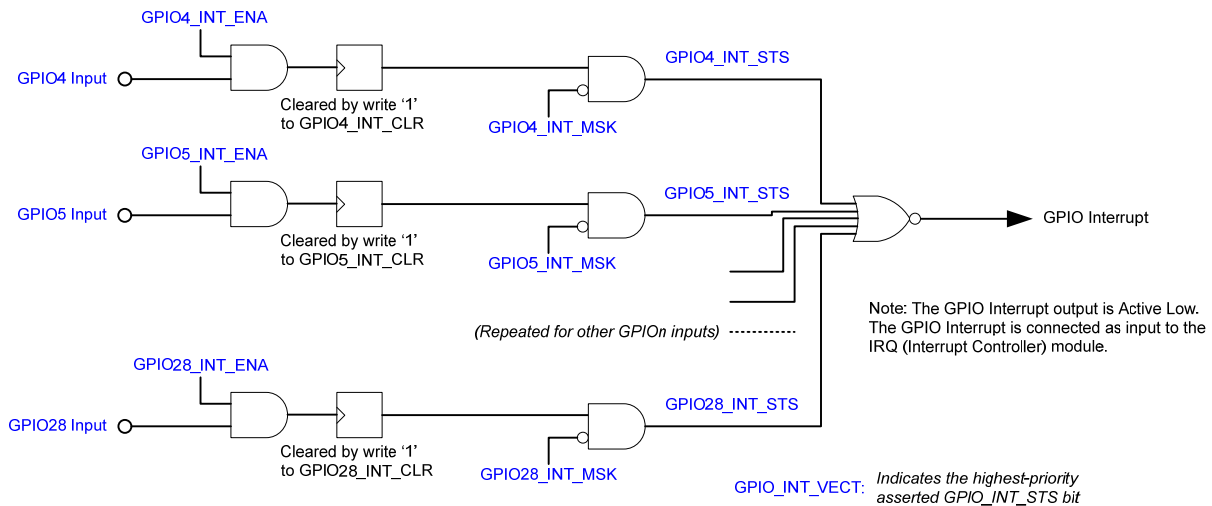 GPIO4_INT_ENA
GPIO4 Input
Cleared by write ‘1’
to GPIO4_INT_CLR
GPIO4_INT_MSK
GPIO4_INT_STS
GPIO5_INT_ENA
GPIO5 Input
Cleared by write ‘1’
to GPIO5_INT_CLR
GPIO5_INT_MSK
GPIO5_INT_STS
GPIO Interrupt
Note: The GPIO Interrupt output is Active Low.
The GPIO Interrupt is connected as input to the
IRQ (Interrupt Controller) module.
(Repeated for other GPIOn inputs)
GPIO28_INT_ENA
GPIO28 Input
Cleared by write ‘1’
to GPIO28_INT_CLR
GPIO28_INT_MSK
GPIO28_INT_STS
GPIO_INT_VECT: Indicates the highest-priority
asserted GPIO_INT_STS bit